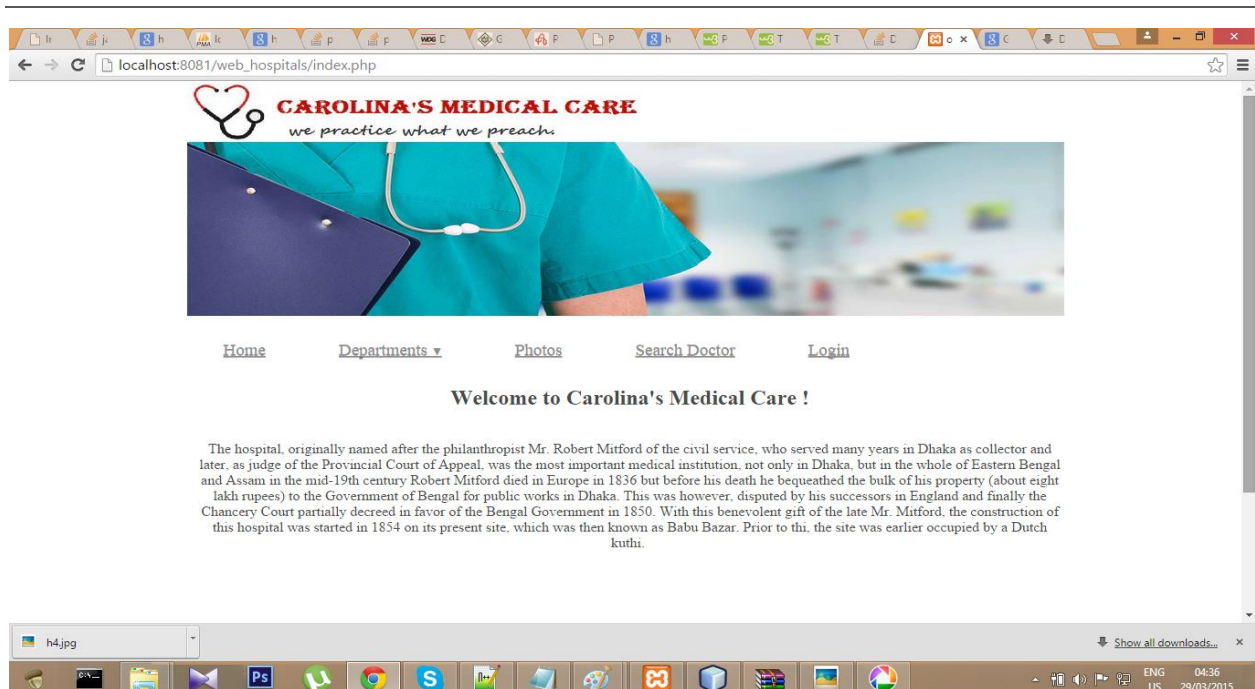 localhost:8081/web_hospitals/index.php
CAROLINA'S MEDICAL CARE
we practice what we preach.
Home Departments ▾ Photos Search Doctor Login
Welcome to Carolina's Medical Care !
The hospital, originally named after the philanthropist Mr. Robert Mitford of the civil service, who served many years in Dhaka as collector and
later, as judge of the Provincial Court of Appeal, was the most important medical institution, not only in Dhaka, but in the whole of Eastern Bengal
and Assam in the mid-19th century Robert Mitford died in Europe in 1836 but before his death he bequeathed the bulk of his property (about eight
lakh rupees) to the Government of Bengal for public works in Dhaka. This was however, disputed by his successors in England and finally the
Chancery Court partially decreed in favor of the Bengal Government in 1850. With this benevolent gift of the late Mr. Mitford, the construction of
this hospital was started in 1854 on its present site, which was then known as Babu Bazar. Prior to thi, the site was earlier occupied by a Dutch
kuthi.
h4.jpg Show all downloads...
Ps ENG 04:36
US 29/03/2015